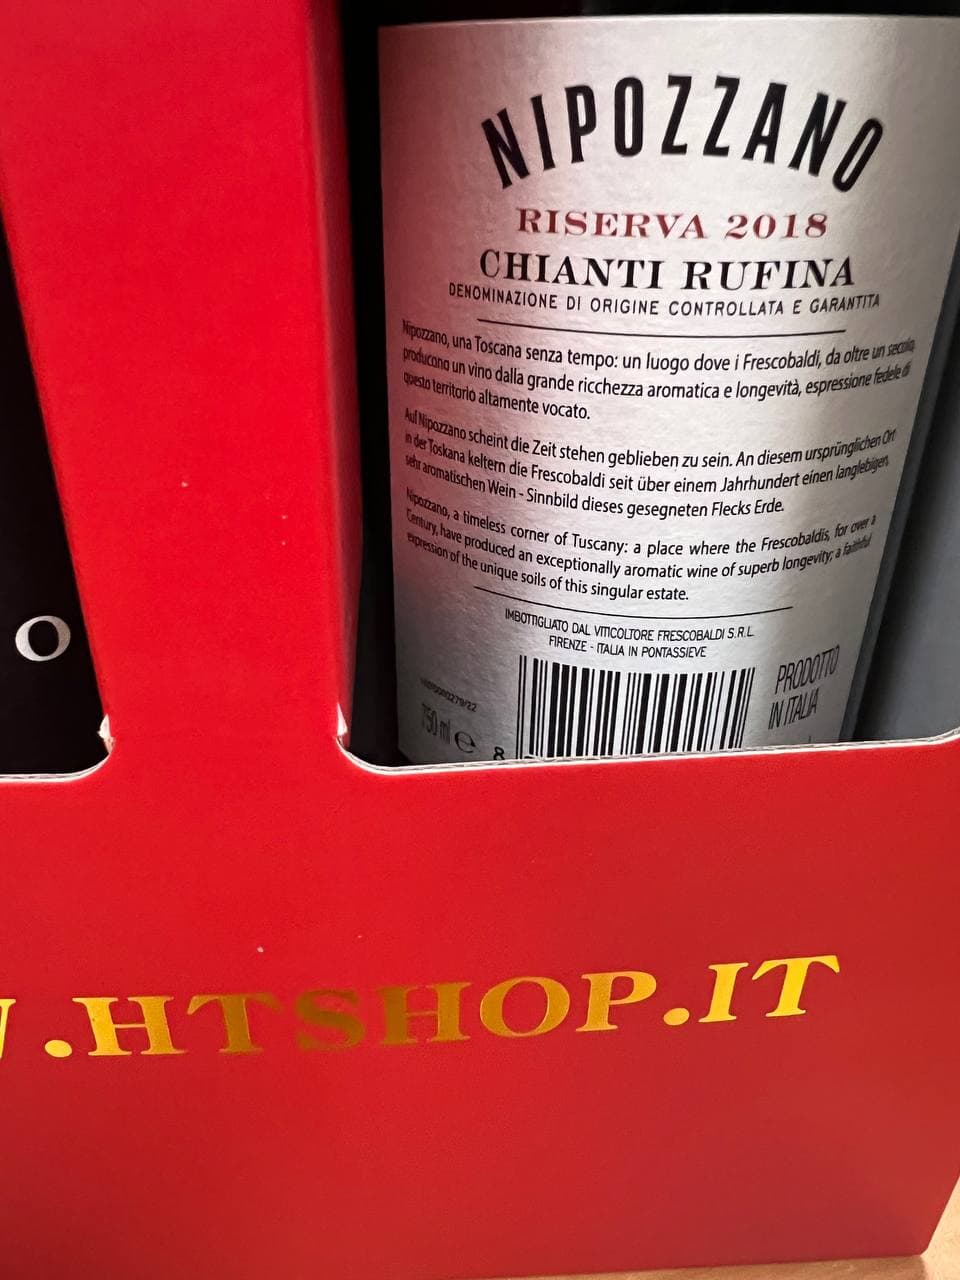 NIPOZZANO
RISERVA 2018
CHIANTI RUFINA
DENOMINAZIONE DI ORIGINE CONTROLLATA E GARANTITA
Nipozzano, una Toscana senza tempo: un luogo dove i Frescobaldi, da oltre un secolo,
producono un vino dalla grande ricchezza aromatica e longevità, espressione fedele di
questo territorio altamente vocato.
Auf Nipozzano scheint die Zeit stehen geblieben zu sein. An diesem ursprünglichen Ort
in der Toskana keltern die Frescobaldi seit über einem Jahrhundert einen langlebigen,
sehr aromatischen Wein - Sinnbild dieses gesegneten Flecks Erde.
Nipozzano, a timeless corner of Tuscany: a place where the Frescobaldis, for over a
Century, have produced an exceptionally aromatic wine of superb longevity; a faithful
expression of the unique soils of this singular estate.
IMBOTTIGLIATO DAL VITICOLTORE FRESCOBALDI S.R.L.
FIRENZE - ITALIA IN PONTASSIEVE
750 ml e
8
PRODOTTO
IN ITALIA
O
.HTSHOP.IT